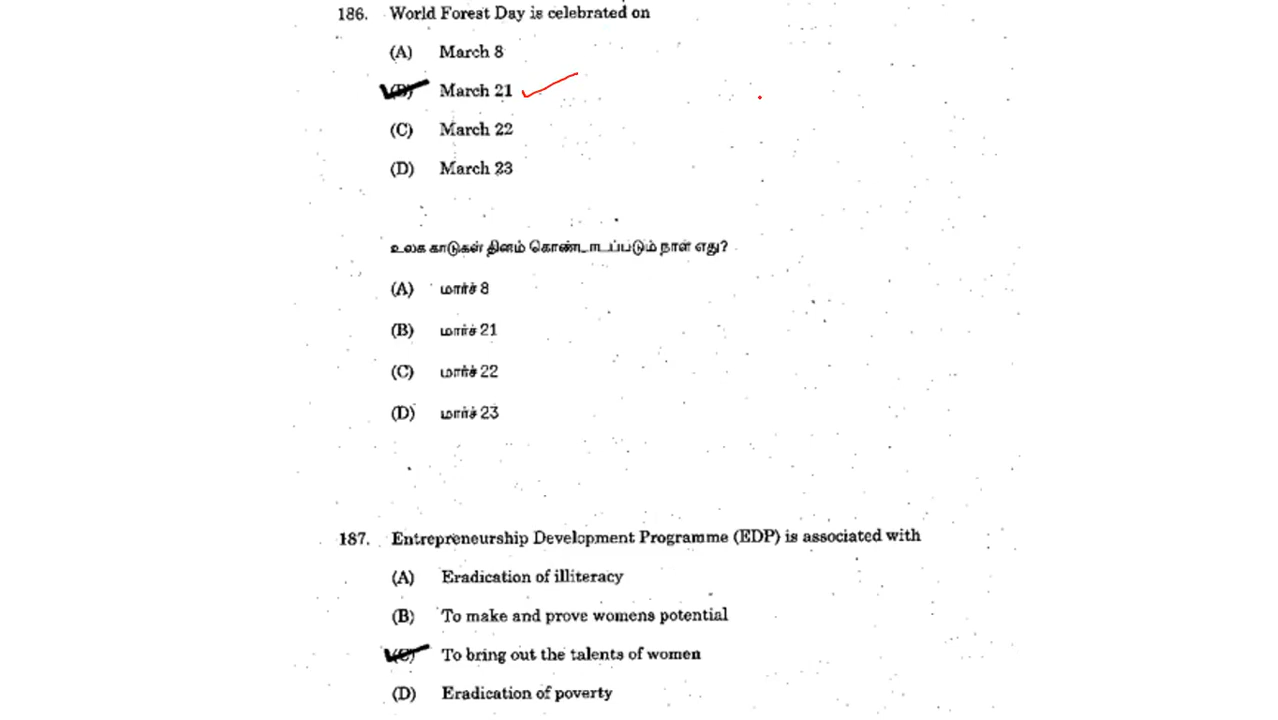 186. World Forest Day is celebrated on
(A) March 8
(B) March 21
(C) March 22
(D) March 23
உலக காடுகள் தினம் கொண்டாடப்படும் நாள் எது?
(A) மார்ச் 8
(B) மார்ச் 21
(C) மார்ச் 22
(D) மார்ச் 23
187. Entrepreneurship Development Programme (EDP) is associated with
(A) Eradication of illiteracy
(B) To make and prove womens potential
(C) To bring out the talents of women
(D) Eradication of poverty